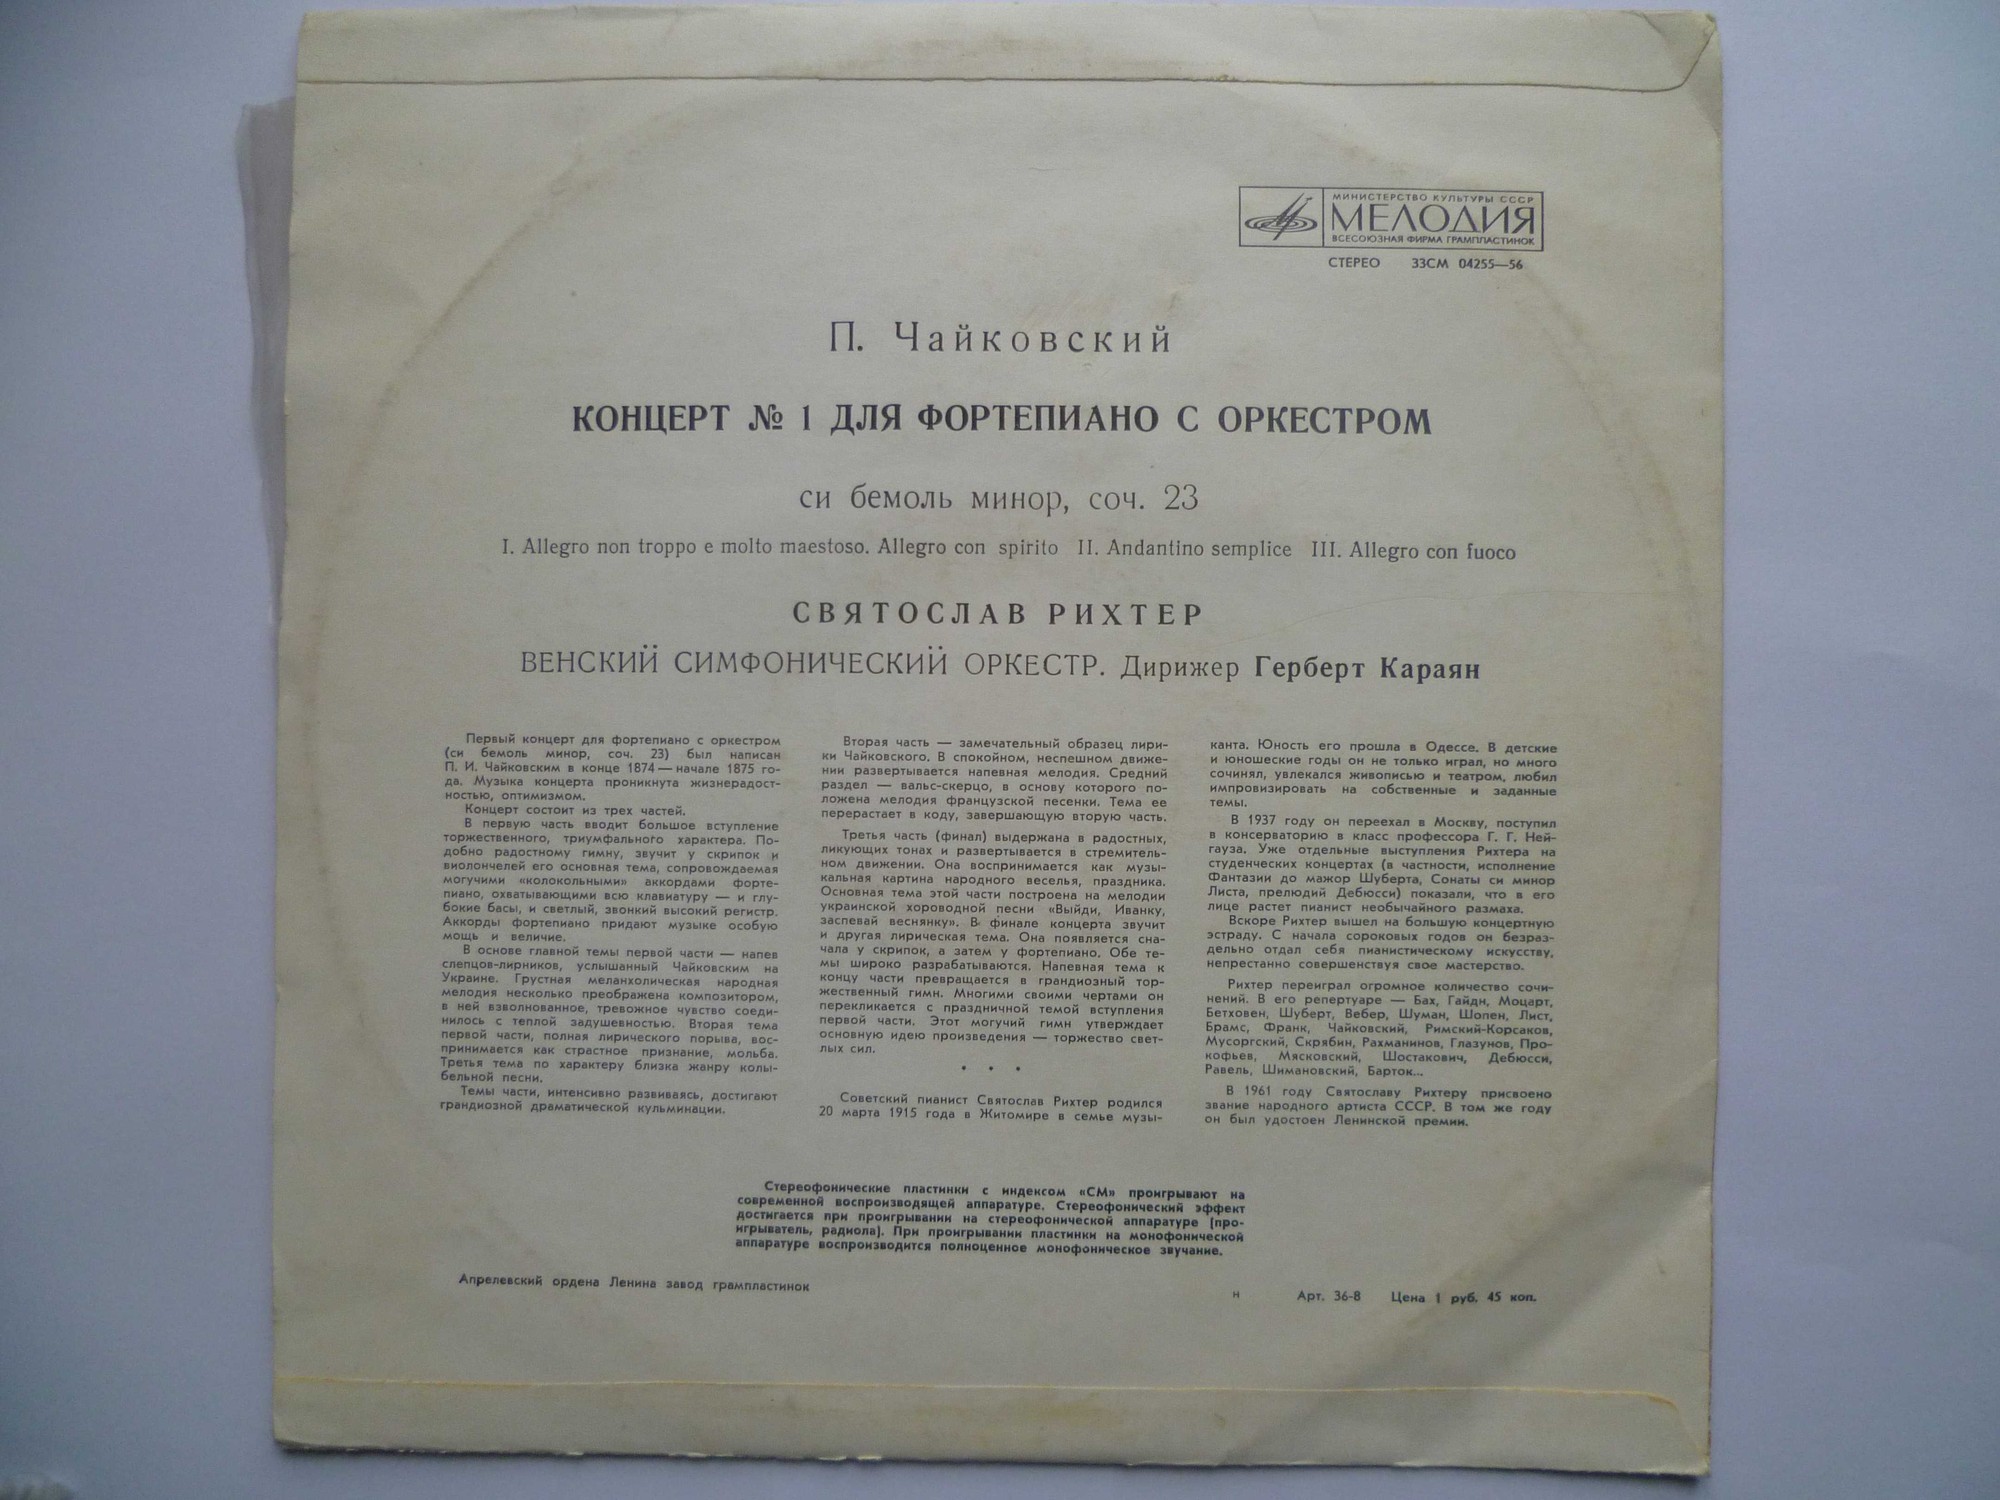 МИНИСТЕРСТВО КУЛЬТУРЫ СССР
МЕЛОДИЯ
ВСЕСОЮЗНАЯ ФИРМА ГРАМПЛАСТИНОК
СТЕРЕО 33СМ 04255—56
П. Чайковский
КОНЦЕРТ № 1 ДЛЯ ФОРТЕПИАНО С ОРКЕСТРОМ
си бемоль минор, соч. 23
I. Allegro non troppo e molto maestoso. Allegro con spirito II. Andantino semplice III. Allegro con fuoco
СВЯТОСЛАВ РИХТЕР
ВЕНСКИЙ СИМФОНИЧЕСКИЙ ОРКЕСТР. Дирижер Герберт Караян
Первый концерт для фортепиано с оркестром
(си бемоль минор, соч. 23) был написан
П. И. Чайковским в конце 1874 — начале 1875 го-
да. Музыка концерта проникнута жизнерадост-
ностью, оптимизмом.
Концерт состоит из трех частей.
В первую часть вводит большое вступление
торжественного, триумфального характера. По-
добно радостному гимну, звучит у скрипок и
виолончелей его основная тема, сопровождаемая
могучими «колокольными» аккордами форте-
пиано, охватывающими всю клавиатуру — и глу-
бокие басы, и светлый, звонкий высокий регистр.
Аккорды фортепиано придают музыке особую
мощь и величие.
В основе главной темы первой части — напев
слепцов-лирников, услышанный Чайковским на
Украине. Грустная меланхолическая народная
мелодия несколько преображена композитором,
в ней взволнованное, тревожное чувство соеди-
нилось с теплой задушевностью. Вторая тема
первой части, полная лирического порыва, вос-
принимается как страстное признание, мольба.
Третья тема по характеру близка жанру колы-
бельной песни.
Темы части, интенсивно развиваясь, достигают
грандиозной драматической кульминации.
Вторая часть — замечательный образец лири-
ки Чайковского. В спокойном, неспешном движе-
нии развертывается напевная мелодия. Средний
раздел — вальс-скерцо, в основу которого по-
ложена мелодия французской песенки. Тема ее
перерастает в коду, завершающую вторую часть.
Третья часть (финал) выдержана в радостных,
ликующих тонах и развертывается в стремитель-
ном движении. Она воспринимается как музы-
кальная картина народного веселья, праздника.
Основная тема этой части построена на мелодии
украинской хороводной песни «Выйди, Иванку,
заспевай веснянку». В финале концерта звучит
и другая лирическая тема. Она появляется сна-
чала у скрипок, а затем у фортепиано. Обе те-
мы широко разрабатываются. Напевная тема к
концу части превращается в грандиозный тор-
жественный гимн. Многими своими чертами он
перекликается с праздничной темой вступления
первой части. Этот могучий гимн утверждает
основную идею произведения — торжество свет-
лых сил.
• • •
Советский пианист Святослав Рихтер родился
20 марта 1915 года в Житомире в семье музы-
канта. Юность его прошла в Одессе. В детские
и юношеские годы он не только играл, но много
сочинял, увлекался живописью и театром, любил
импровизировать на собственные и заданные
темы.
В 1937 году он переехал в Москву, поступил
в консерваторию в класс профессора Г. Г. Ней-
гауза. Уже отдельные выступления Рихтера на
студенческих концертах (в частности, исполнение
Фантазии до мажор Шуберта, Сонаты си минор
Листа, прелюдий Дебюсси) показали, что в его
лице растет пианист необычайного размаха.
Вскоре Рихтер вышел на большую концертную
эстраду. С начала сороковых годов он безраз-
дельно отдал себя пианистическому искусству,
непрестанно совершенствуя свое мастерство.
Рихтер переиграл огромное количество сочи-
нений. В его репертуаре — Бах, Гайдн, Моцарт,
Бетховен, Шуберт, Вебер, Шуман, Шопен, Лист,
Брамс, Франк, Чайковский, Римский-Корсаков,
Мусоргский, Скрябин, Рахманинов, Глазунов, Про-
кофьев, Мясковский, Шостакович, Дебюсси,
Равель, Шимановский, Барток...
В 1961 году Святославу Рихтеру присвоено
звание народного артиста СССР. В том же году
он был удостоен Ленинской премии.
Стереофонические пластинки с индексом «СМ» проигрывают на
современной воспроизводящей аппаратуре. Стереофонический эффект
достигается при проигрывании на стереофонической аппаратуре (про-
игрыватель, радиола). При проигрывании пластинки на монофонической
аппаратуре воспроизводится полноценное монофоническое звучание.
Апрелевский ордена Ленина завод грампластинок
н Арт. 36-8 Цена 1 руб. 45 коп.